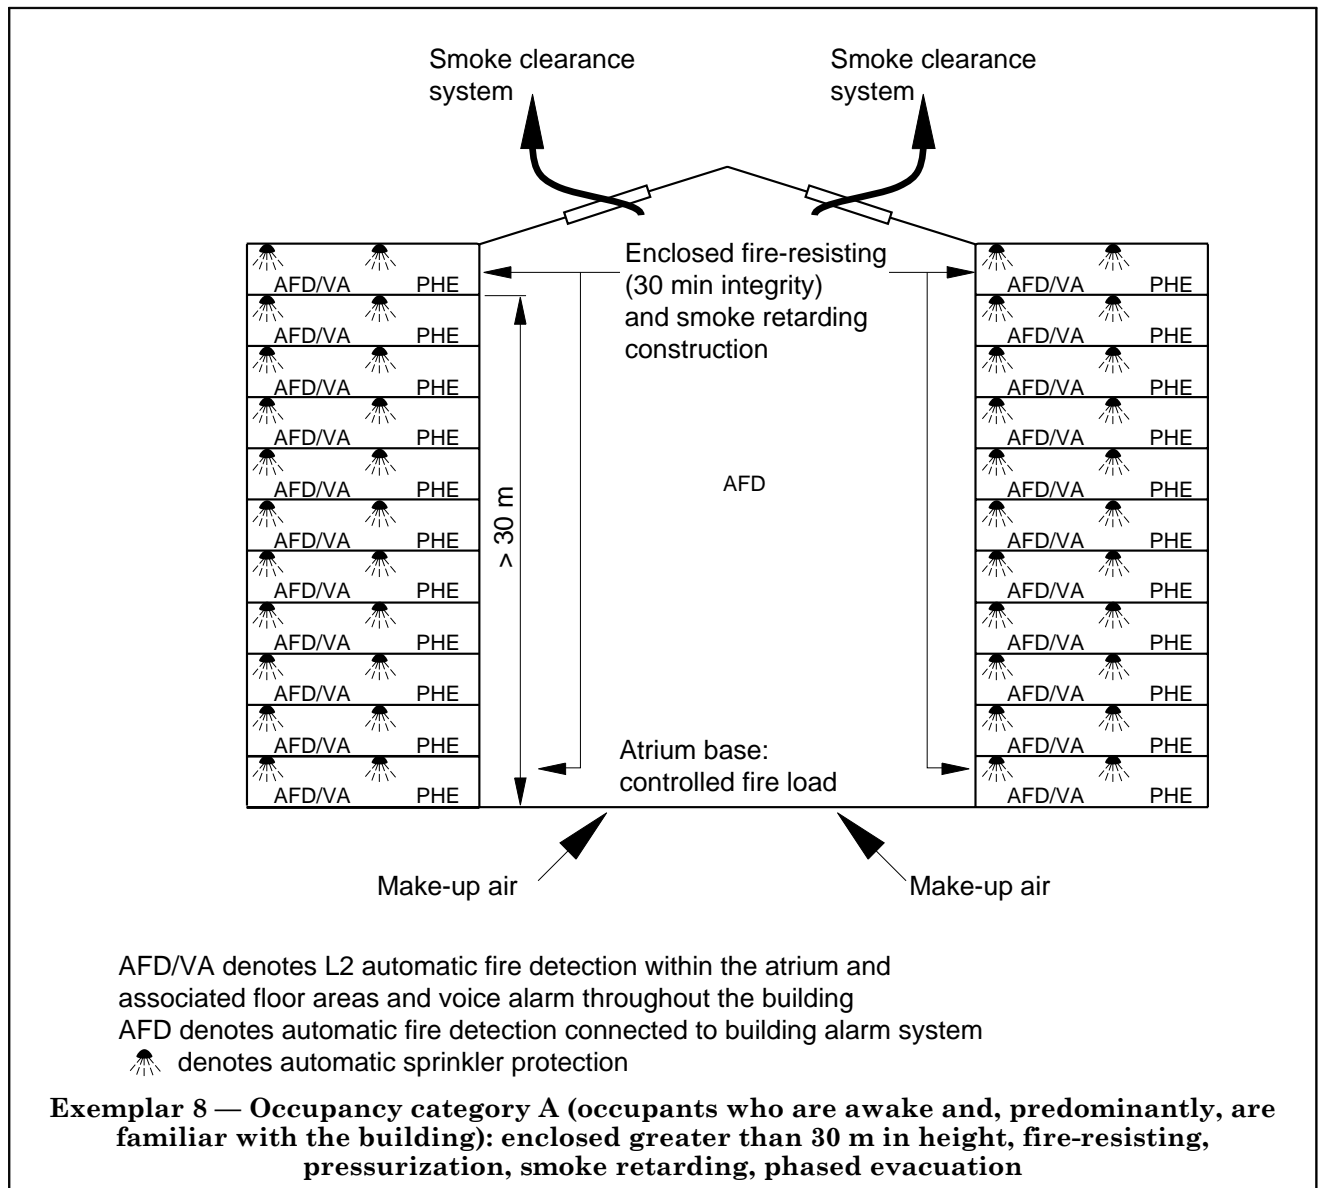 Smoke clearance
system
Smoke clearance
system
Enclosed fire-resisting
(30 min integrity)
and smoke retarding
construction
AFD/VA PHE AFD/VA PHE
AFD/VA PHE AFD/VA PHE
AFD/VA PHE AFD/VA PHE
AFD/VA PHE AFD/VA PHE
AFD/VA PHE AFD AFD/VA PHE
> 30 m
AFD/VA PHE AFD/VA PHE
AFD/VA PHE AFD/VA PHE
AFD/VA PHE AFD/VA PHE
AFD/VA PHE AFD/VA PHE
AFD/VA PHE AFD/VA PHE
Atrium base:
controlled fire load
AFD/VA PHE AFD/VA PHE
Make-up air
Make-up air
AFD/VA denotes L2 automatic fire detection within the atrium and
associated floor areas and voice alarm throughout the building
AFD denotes automatic fire detection connected to building alarm system
denotes automatic sprinkler protection
Exemplar 8 — Occupancy category A (occupants who are awake and, predominantly, are
familiar with the building): enclosed greater than 30 m in height, fire-resisting,
pressurization, smoke retarding, phased evacuation